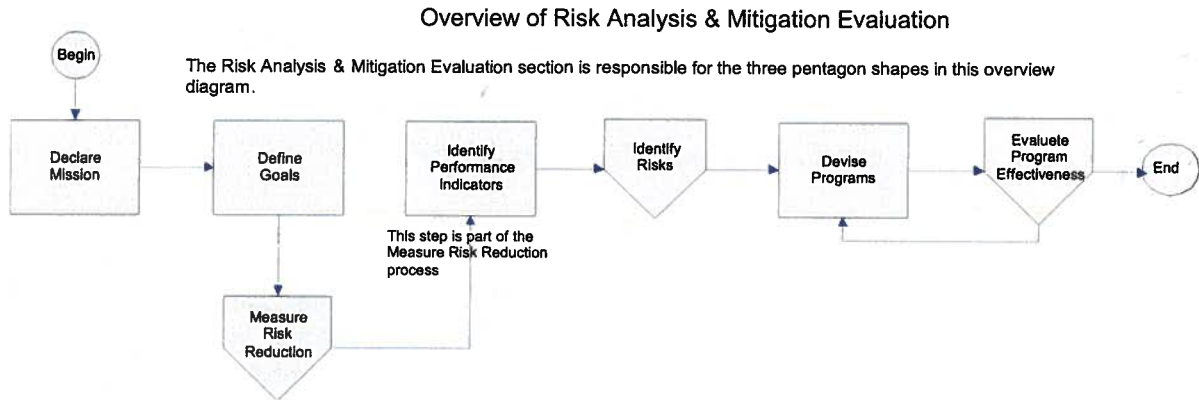 Overview of Risk Analysis & Mitigation Evaluation
Begin
The Risk Analysis & Mitigation Evaluation section is responsible for the three pentagon shapes in this overview
diagram.
Declare
Mission
Define
Goals
Identify
Performance
Indicators
Identify
Risks
Devise
Programs
Evaluete
Program
Effectiveness
End
This step is part of the
Measure Risk Reduction
process
Measure
Risk
Reduction